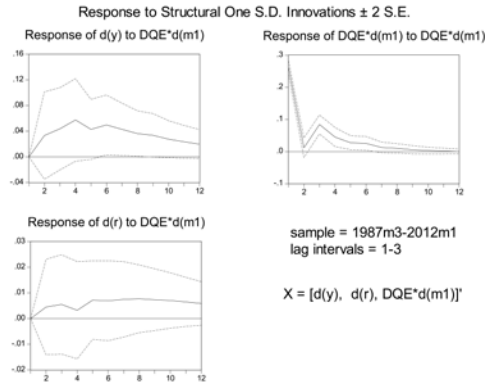 Response to Structural One S.D. Innovations ± 2 S.E.
Response of d(y) to DQE*d(m1)
.16
.12
.08
.04
.00
-.04
2 4 6 8 10 12
Response of DQE*d(m1) to DQE*d(m1)
.3
.2
.1
.0
-.1
2 4 6 8 10 12
Response of d(r) to DQE*d(m1)
.03
.02
.01
.00
-.01
-.02
2 4 6 8 10 12
sample = 1987m3-2012m1
lag intervals = 1-3
X = [d(y), d(r), DQE*d(m1)]'